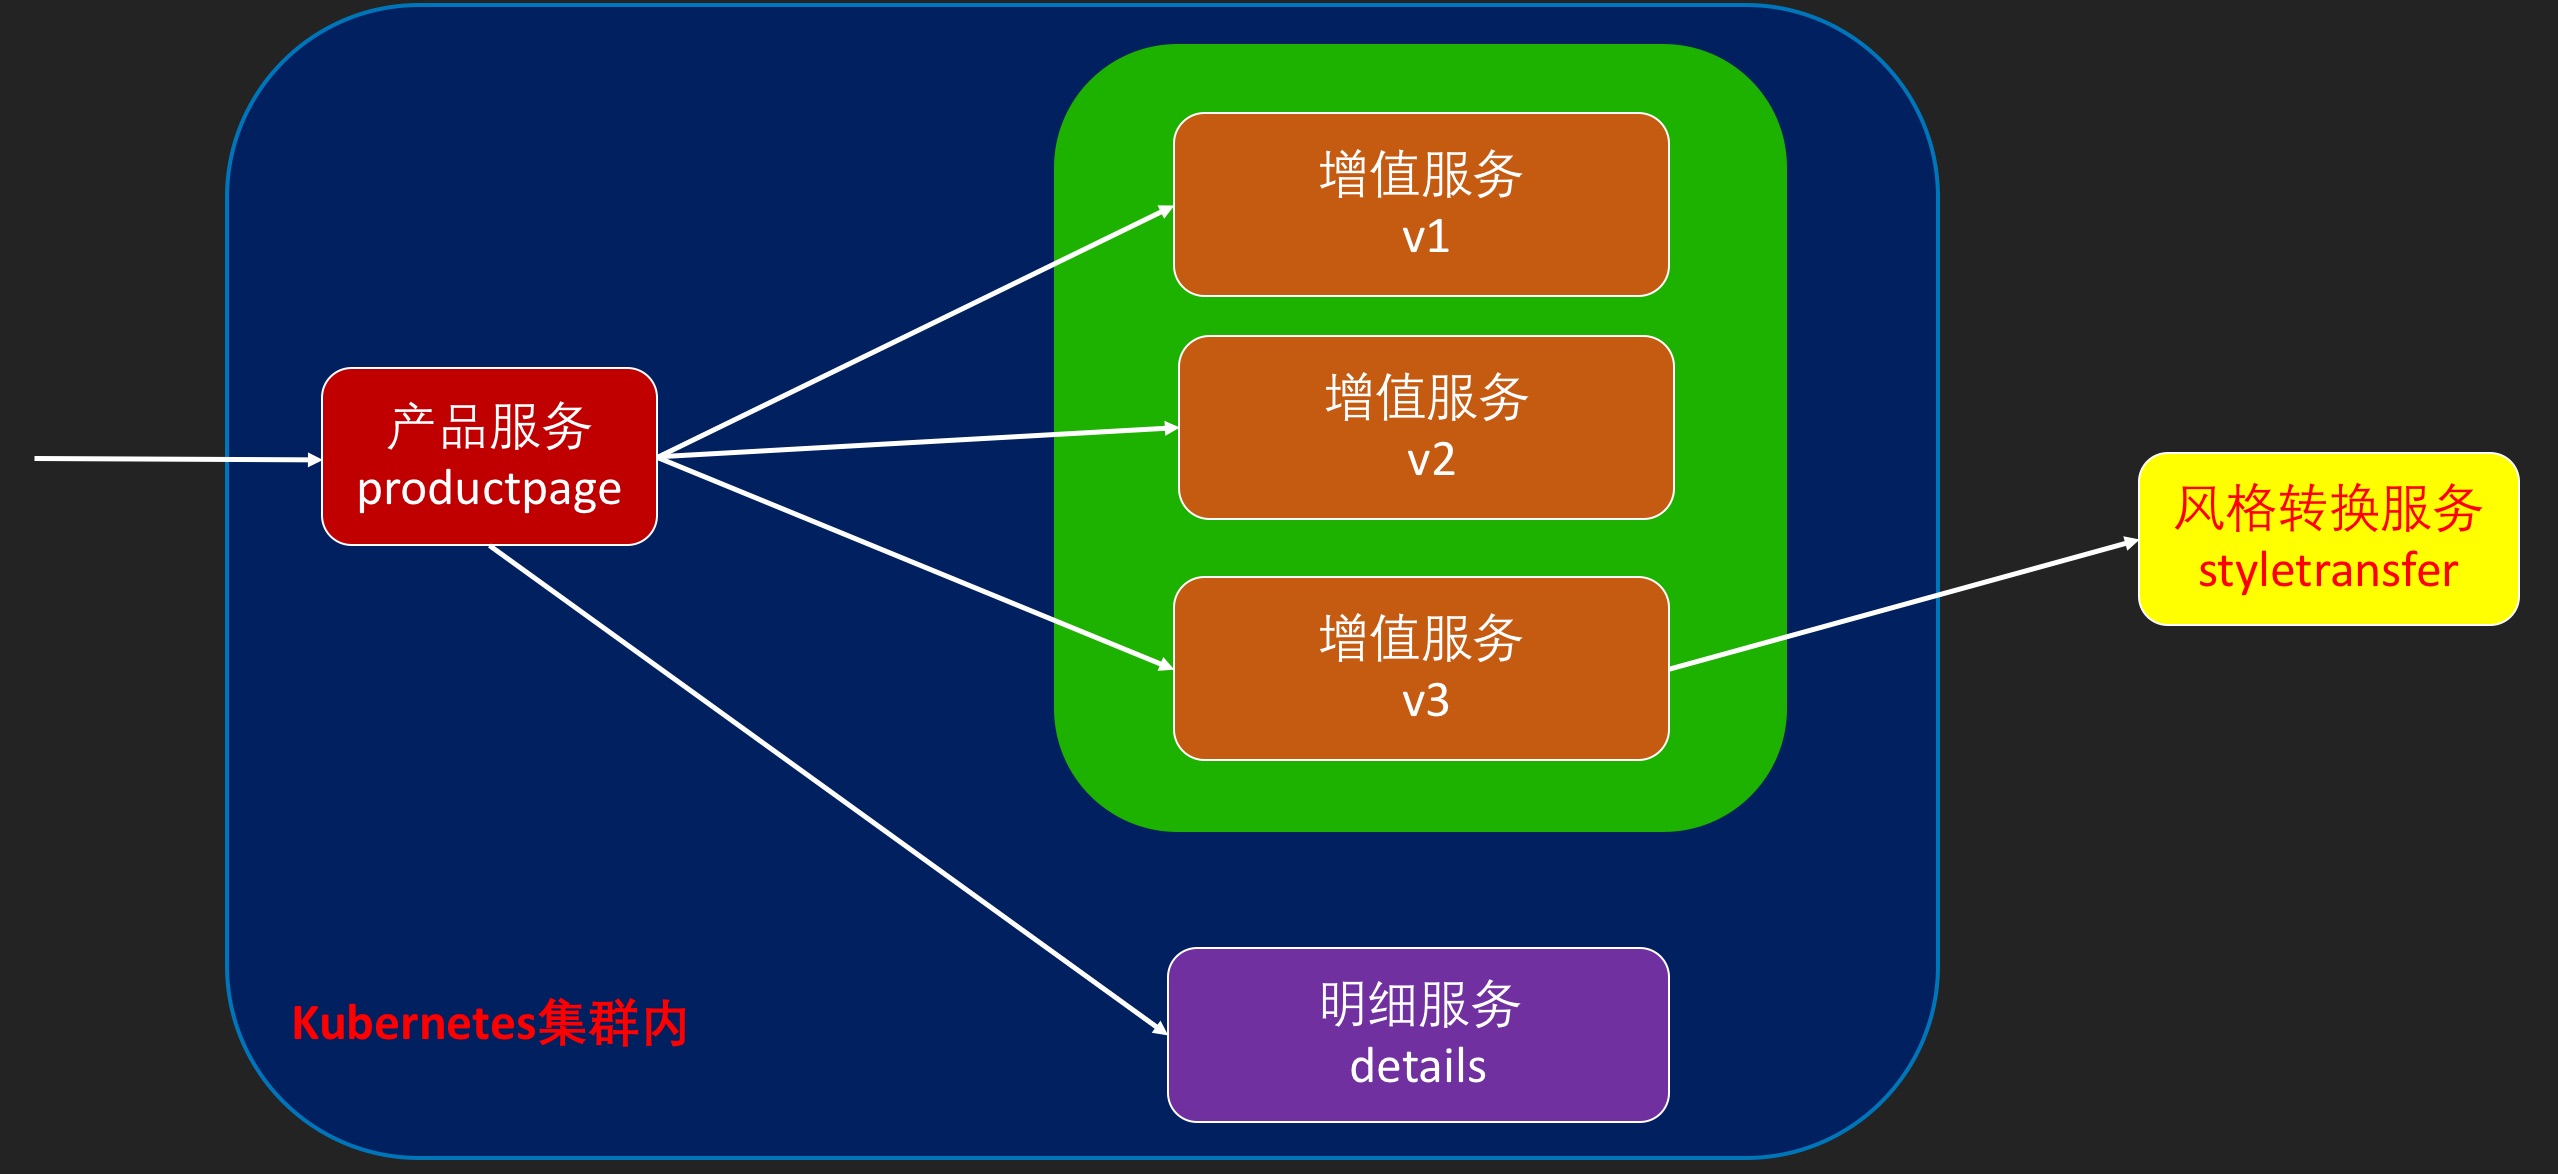 增值服务
v1
增值服务
v2
产品服务
productpage
增值服务
v3
风格转换服务
styletransfer
明细服务
details
Kubernetes集群内